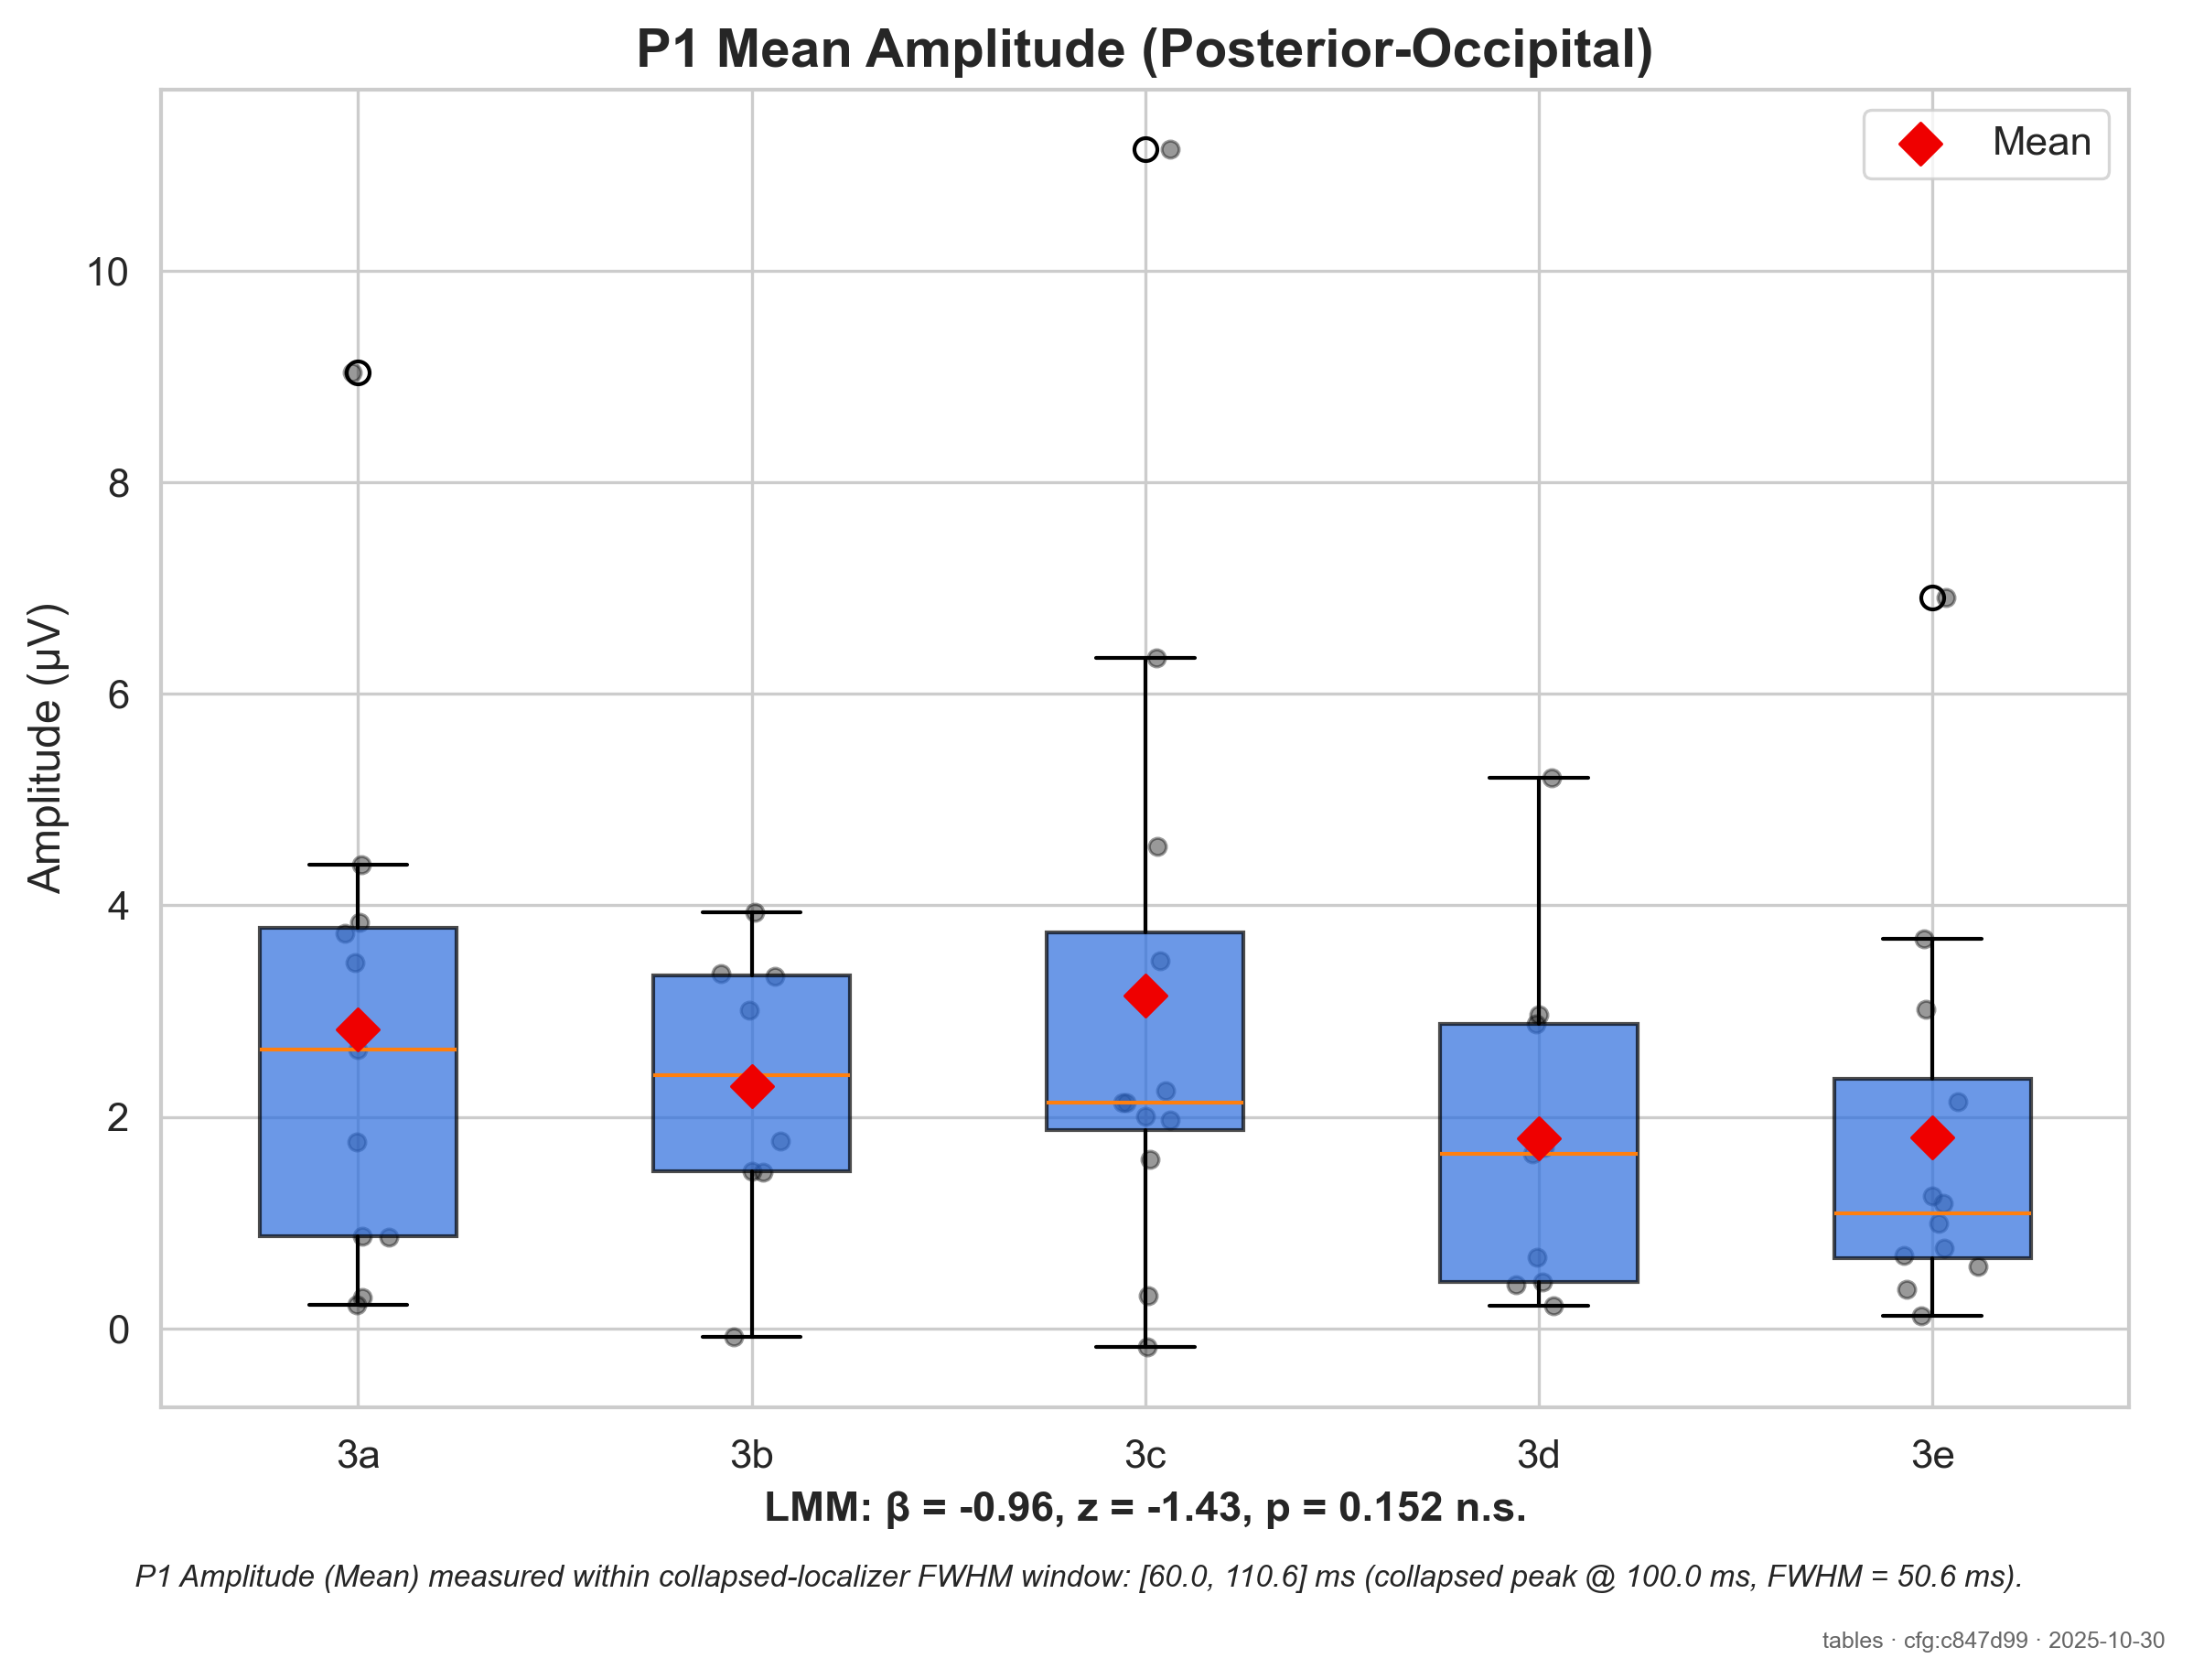 P1 Mean Amplitude (Posterior-Occipital)
Mean
Amplitude (µV)
10
8
6
4
2
0
3a 3b 3c 3d 3e
LMM: β = -0.96, z = -1.43, p = 0.152 n.s.
P1 Amplitude (Mean) measured within collapsed-localizer FWHM window: [60.0, 110.6] ms (collapsed peak @ 100.0 ms, FWHM = 50.6 ms).
tables · cfg:c847d99 · 2025-10-30